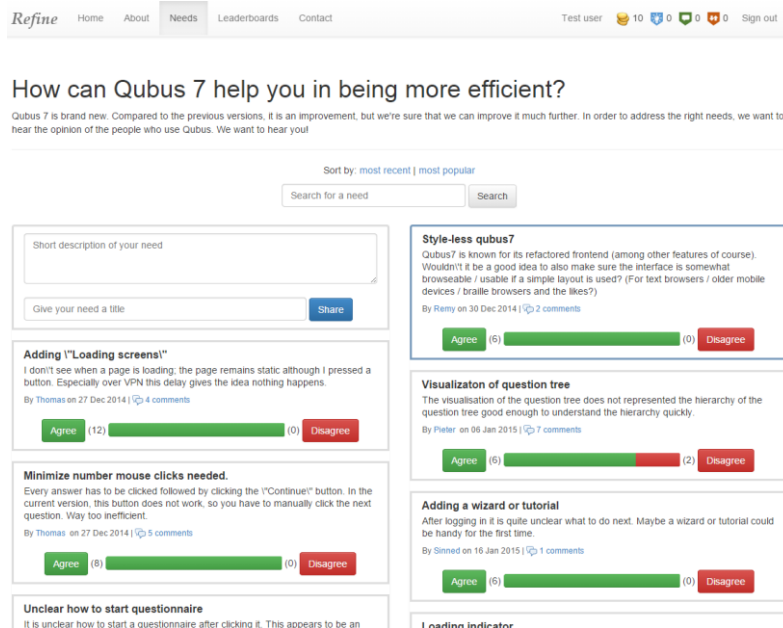 Refine Home About Needs Leaderboards Contact Test user 10 0 0 0 Sign out
How can Qubus 7 help you in being more efficient?
Qubus 7 is brand new. Compared to the previous versions, it is an improvement, but we're sure that we can improve it much further. In order to address the right needs, we want to
hear the opinion of the people who use Qubus. We want to hear you!
Sort by: most recent | most popular
Search for a need Search
Short description of your need
Give your need a title Share
Adding \"Loading screens\"
I don\'t see when a page is loading; the page remains static although I pressed a
button. Especially over VPN this delay gives the idea nothing happens.
By Thomas on 27 Dec 2014 | 4 comments
Agree (12) (0) Disagree
Minimize number mouse clicks needed.
Every answer has to be clicked followed by clicking the \"Continue\" button. In the
current version, this button does not work, so you have to manually click the next
question. Way too inefficient.
By Thomas on 27 Dec 2014 | 5 comments
Agree (8) (0) Disagree
Unclear how to start questionnaire
It is unclear how to start a questionnaire after clicking it. This appears to be an
Style-less qubus7
Qubus7 is known for its refactored frontend (among other features of course).
Wouldn\'t it be a good idea to also make sure the interface is somewhat
browseable / usable if a simple layout is used? (For text browsers / older mobile
devices / braille browsers and the likes?)
By Remy on 30 Dec 2014 | 2 comments
Agree (6) (0) Disagree
Visualizaton of question tree
The visualisation of the question tree does not represented the hierarchy of the
question tree good enough to understand the hierarchy quickly.
By Pieter on 06 Jan 2015 | 7 comments
Agree (6) (2) Disagree
Adding a wizard or tutorial
After logging in it is quite unclear what to do next. Maybe a wizard or tutorial could
be handy for the first time.
By Sinned on 16 Jan 2015 | 1 comments
Agree (6) (0) Disagree
Loading indicator